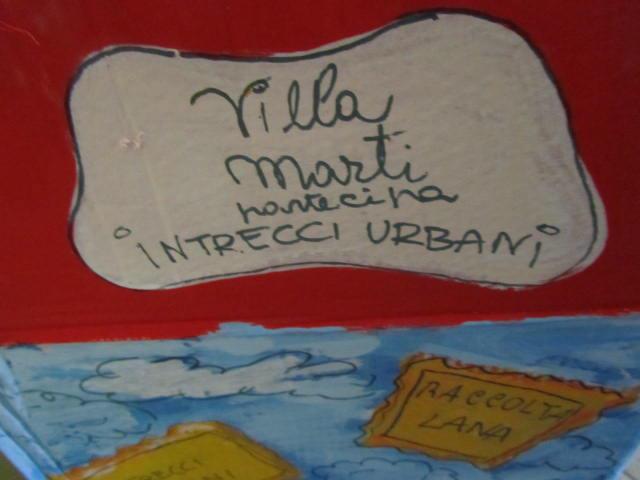 Villa
Marti
partecipa
INTRECCI URBANI
RACCOLTA
LANA